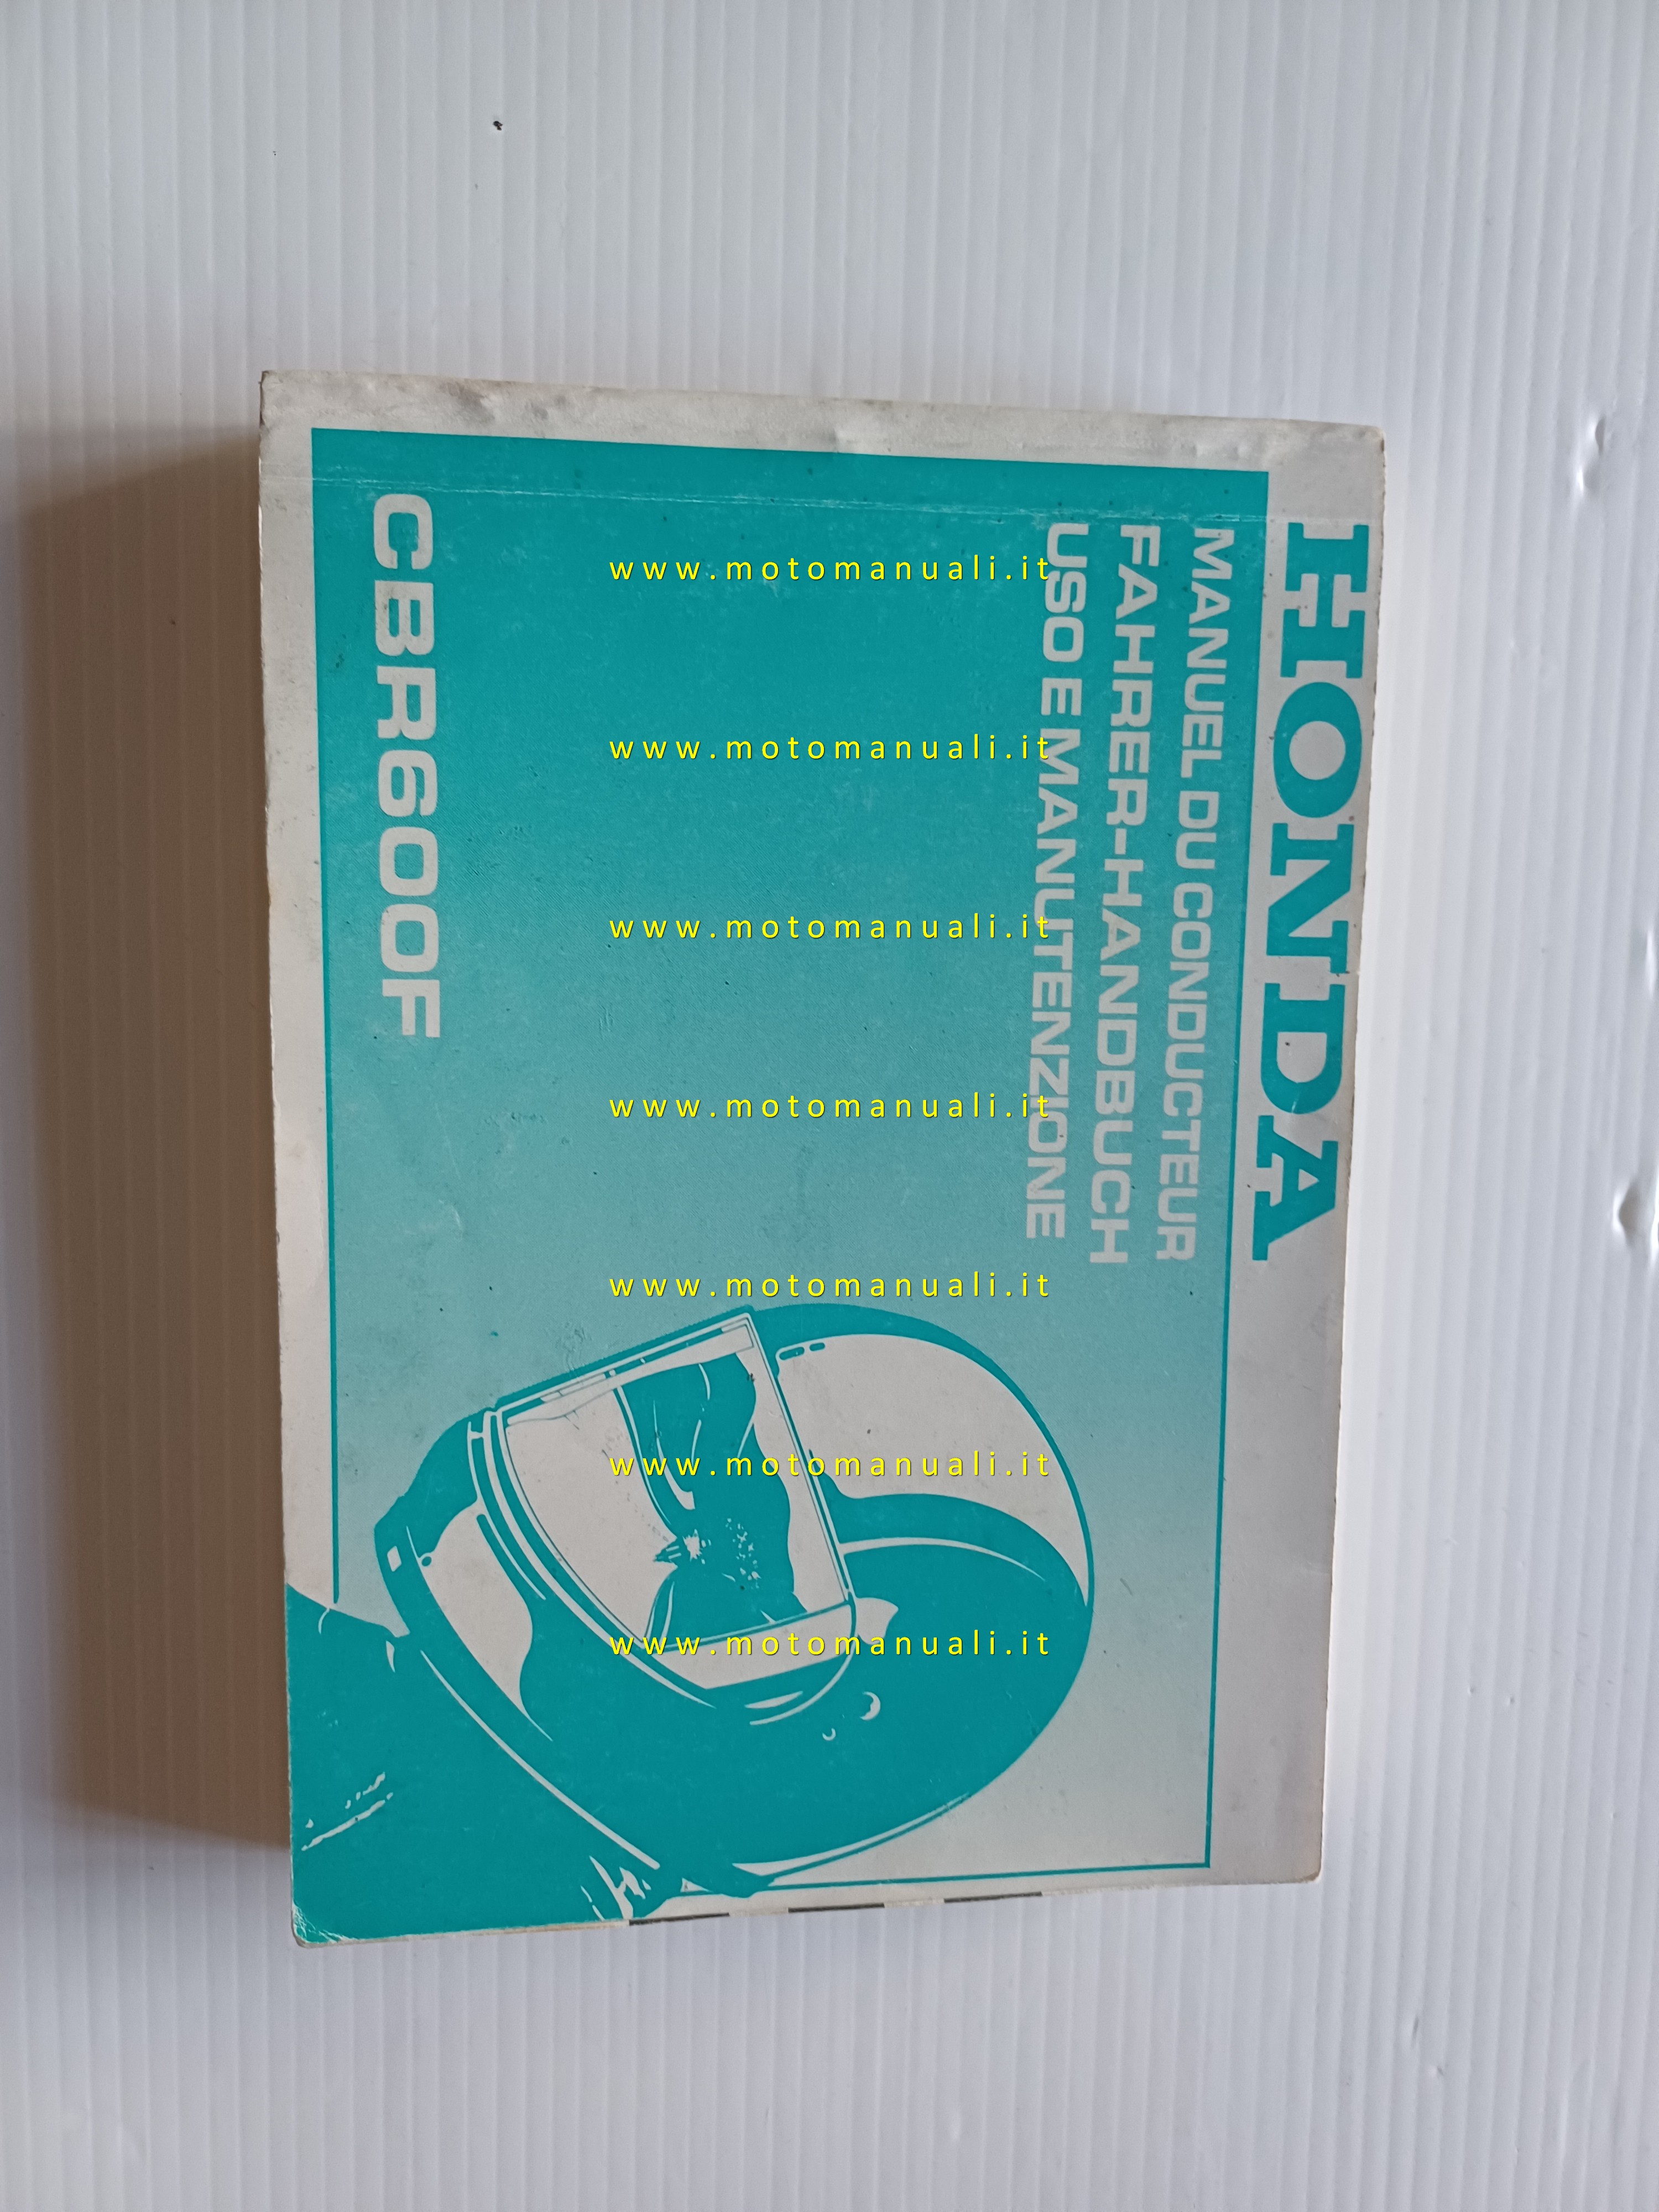 HONDA
MANUEL DU CONDUCTEUR
FAHRER-HANDBUCH
USO E MANUTENZIONE
CBR600F
www.motomanuali.it
www.motomanuali.it
www.motomanuali.it
www.motomanuali.it
www.motomanuali.it
www.motomanuali.it
www.motomanuali.it